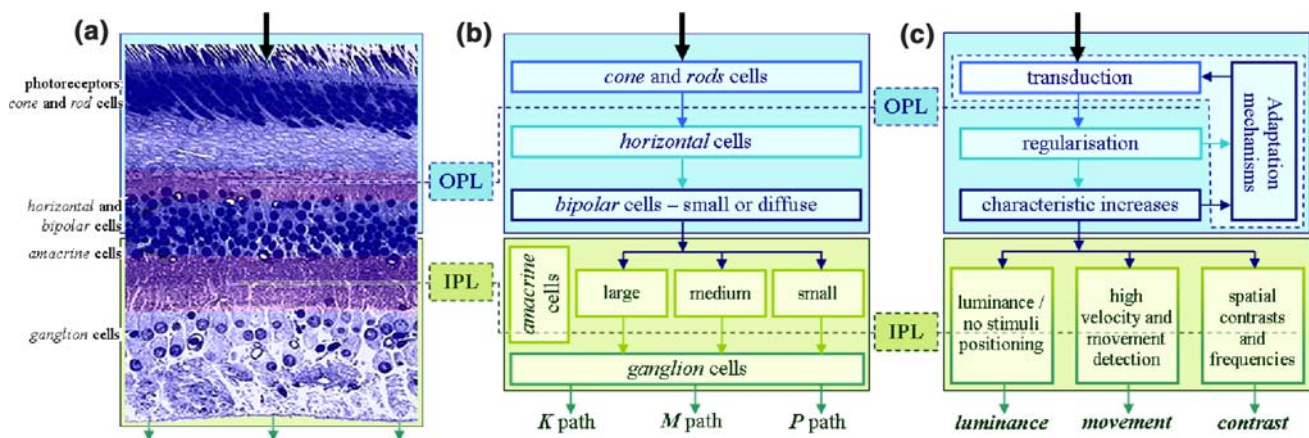 (a)
photoreceptors:
cone and rod cells
horizontal and
bipolar cells
amacrine cells
ganglion cells
OPL
IPL
(b)
cone and rods cells
horizontal cells
bipolar cells – small or diffuse
amacrine
cells
large
medium
small
ganglion cells
K path
M path
P path
OPL
IPL
(c)
transduction
regularisation
characteristic increases
Adaptation
mechanisms
luminance /
no stimuli
positioning
high
velocity and
movement
detection
spatial
contrasts
and
frequencies
luminance
movement
contrast